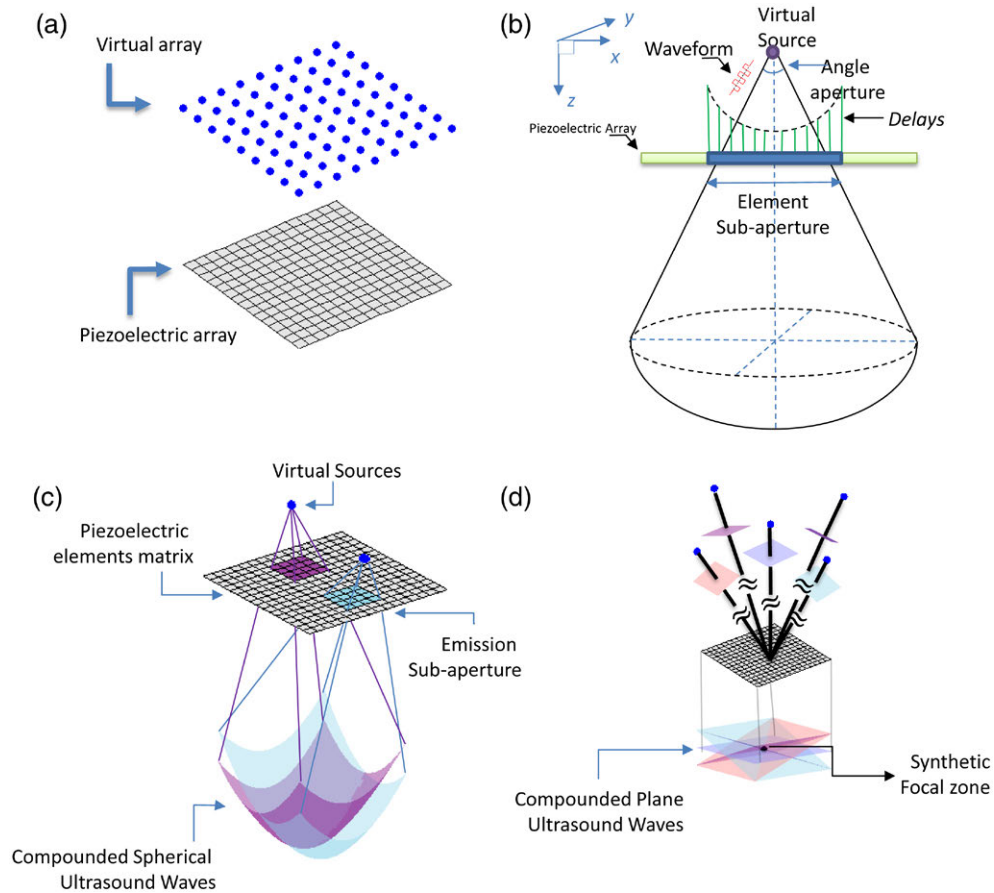 (a)
Virtual array
Piezoelectric array
(b)
y
x
z
Waveform
Virtual
Source
Angle
aperture
Delays
Piezoelectric Array
Element
Sub-aperture
(c)
Virtual Sources
Piezoelectric
elements matrix
Emission
Sub-aperture
Compounded Spherical
Ultrasound Waves
(d)
Compounded Plane
Ultrasound Waves
Synthetic
Focal zone